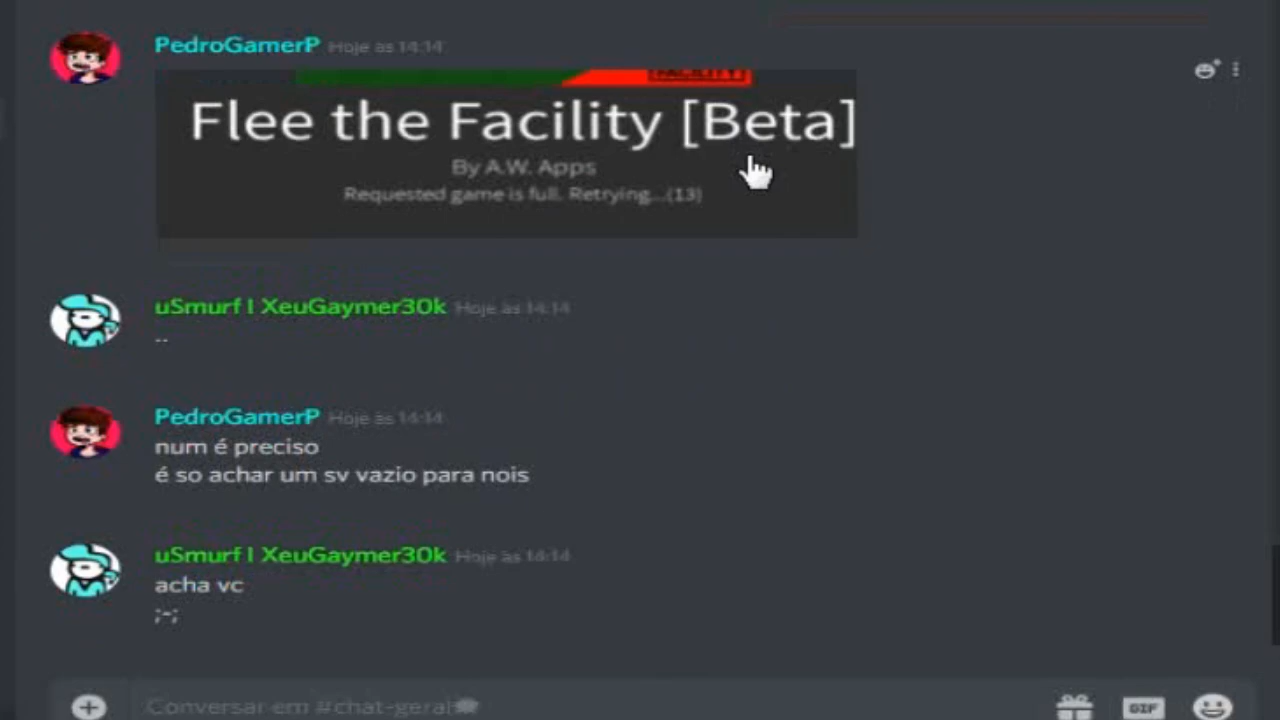 PedroGamerP Hoje às 14:14
FACILITY
Flee the Facility [Beta]
By A.W. Apps
Requested game is full. Retrying...(13)
uSmurf | XeuGaymer30k Hoje às 14:14
--
PedroGamerP Hoje às 14:14
num é preciso
é so achar um sv vazio para nois
uSmurf | XeuGaymer30k Hoje às 14:14
acha vc
;-;
Conversar em #chat-geral
GIF